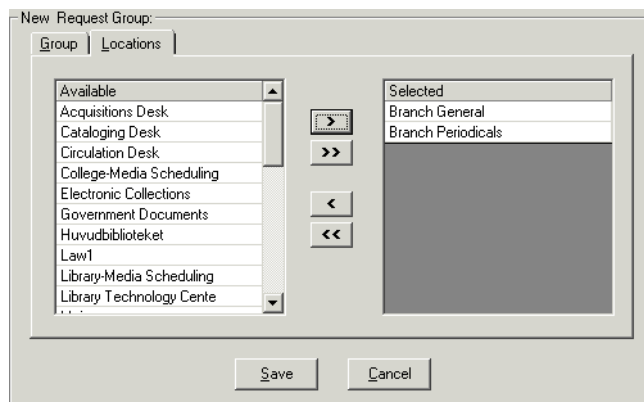 New Request Group:
Group Locations
Available
Acquisitions Desk
Cataloging Desk
Circulation Desk
College-Media Scheduling
Electronic Collections
Government Documents
Huvudbiblioteket
Law1
Library-Media Scheduling
Library Technology Cente
>
>>
<
<<
Selected
Branch General
Branch Periodicals
Save Cancel